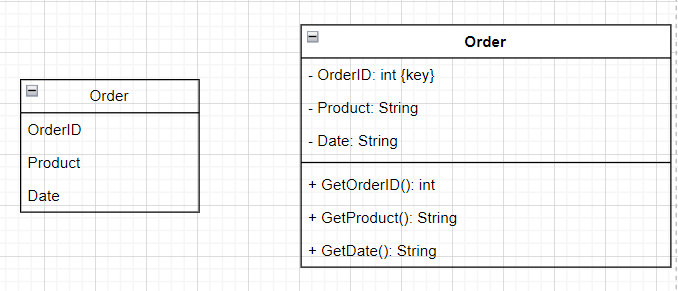 Order
OrderID
Product
Date
Order
- OrderID: int {key}
- Product: String
- Date: String
+ GetOrderID(): int
+ GetProduct(): String
+ GetDate(): String